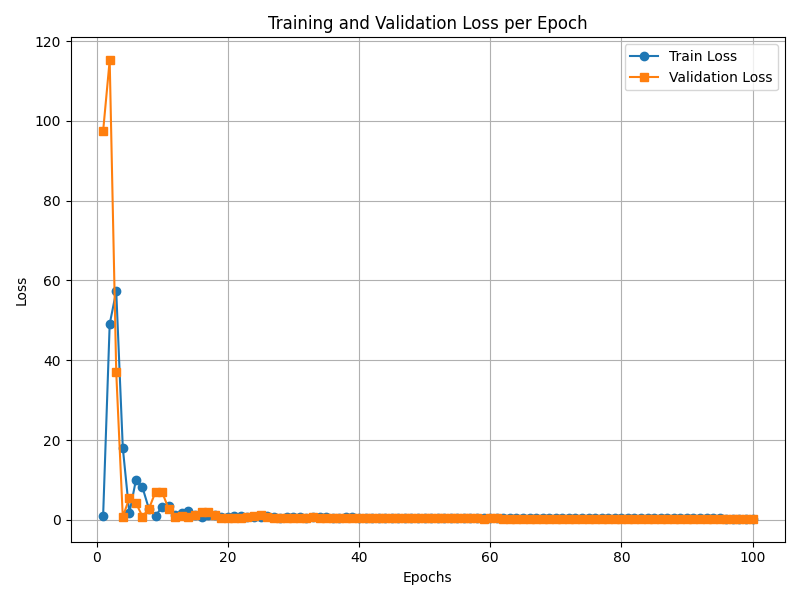 Training and Validation Loss per Epoch
Train Loss
Validation Loss
120
100
80
60
40
20
0
Loss
0 20 40 60 80 100
Epochs